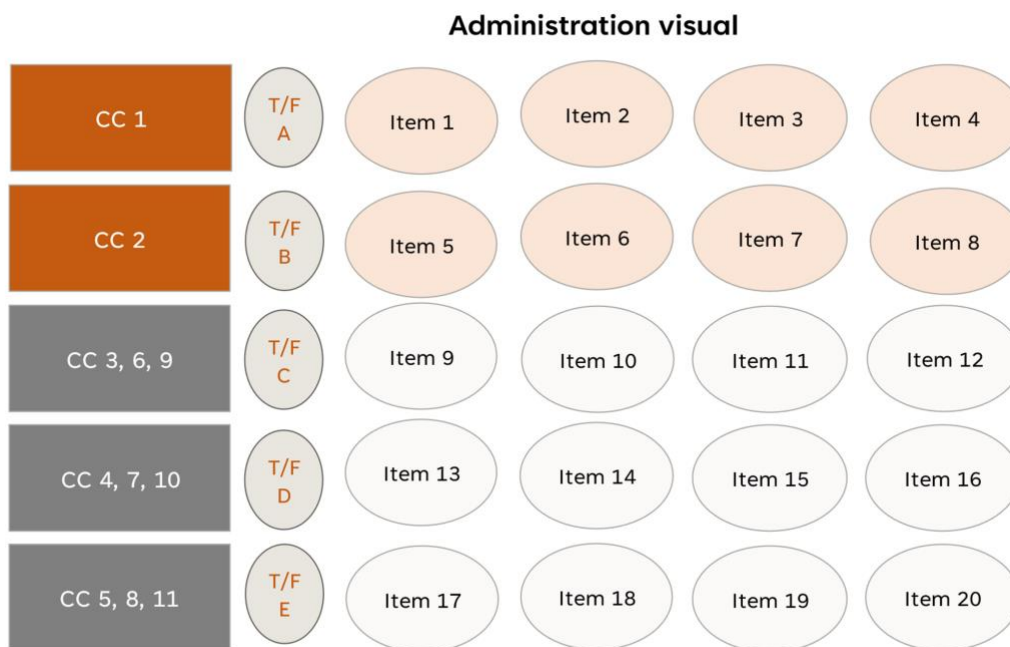 Administration visual
CC 1
T/F
A
Item 1
Item 2
Item 3
Item 4
CC 2
T/F
B
Item 5
Item 6
Item 7
Item 8
CC 3, 6, 9
T/F
C
Item 9
Item 10
Item 11
Item 12
CC 4, 7, 10
T/F
D
Item 13
Item 14
Item 15
Item 16
CC 5, 8, 11
T/F
E
Item 17
Item 18
Item 19
Item 20